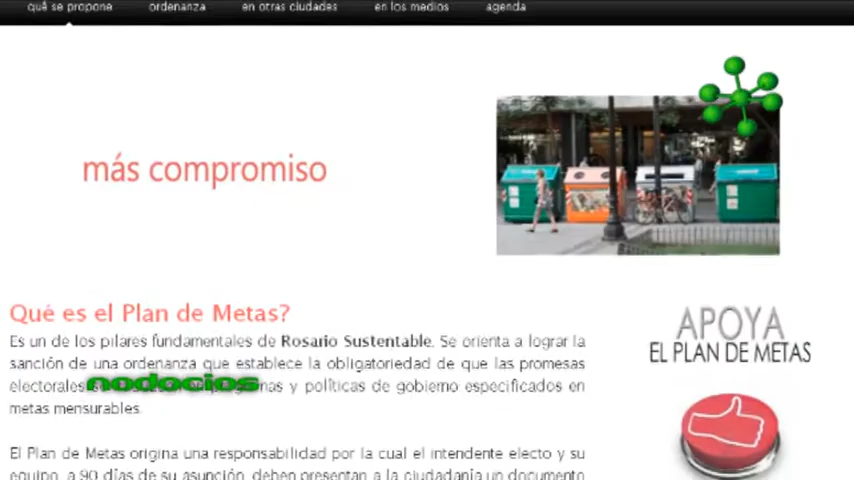 qué se propone ordenanza en otras ciudades en los medios agenda
más compromiso
Qué es el Plan de Metas?
Es un de los pilares fundamentales de Rosario Sustentable. Se orienta a lograr la
sanción de una ordenanza que establece la obligatoriedad de que las promesas
electorales nodocios y políticas de gobierno especificados en
metas mensurables.
El Plan de Metas origina una responsabilidad por la cual el intendente electo y su
equipo, a 90 días de su asunción, deben presentar a la ciudadanía un documento
APOYA
EL PLAN DE METAS